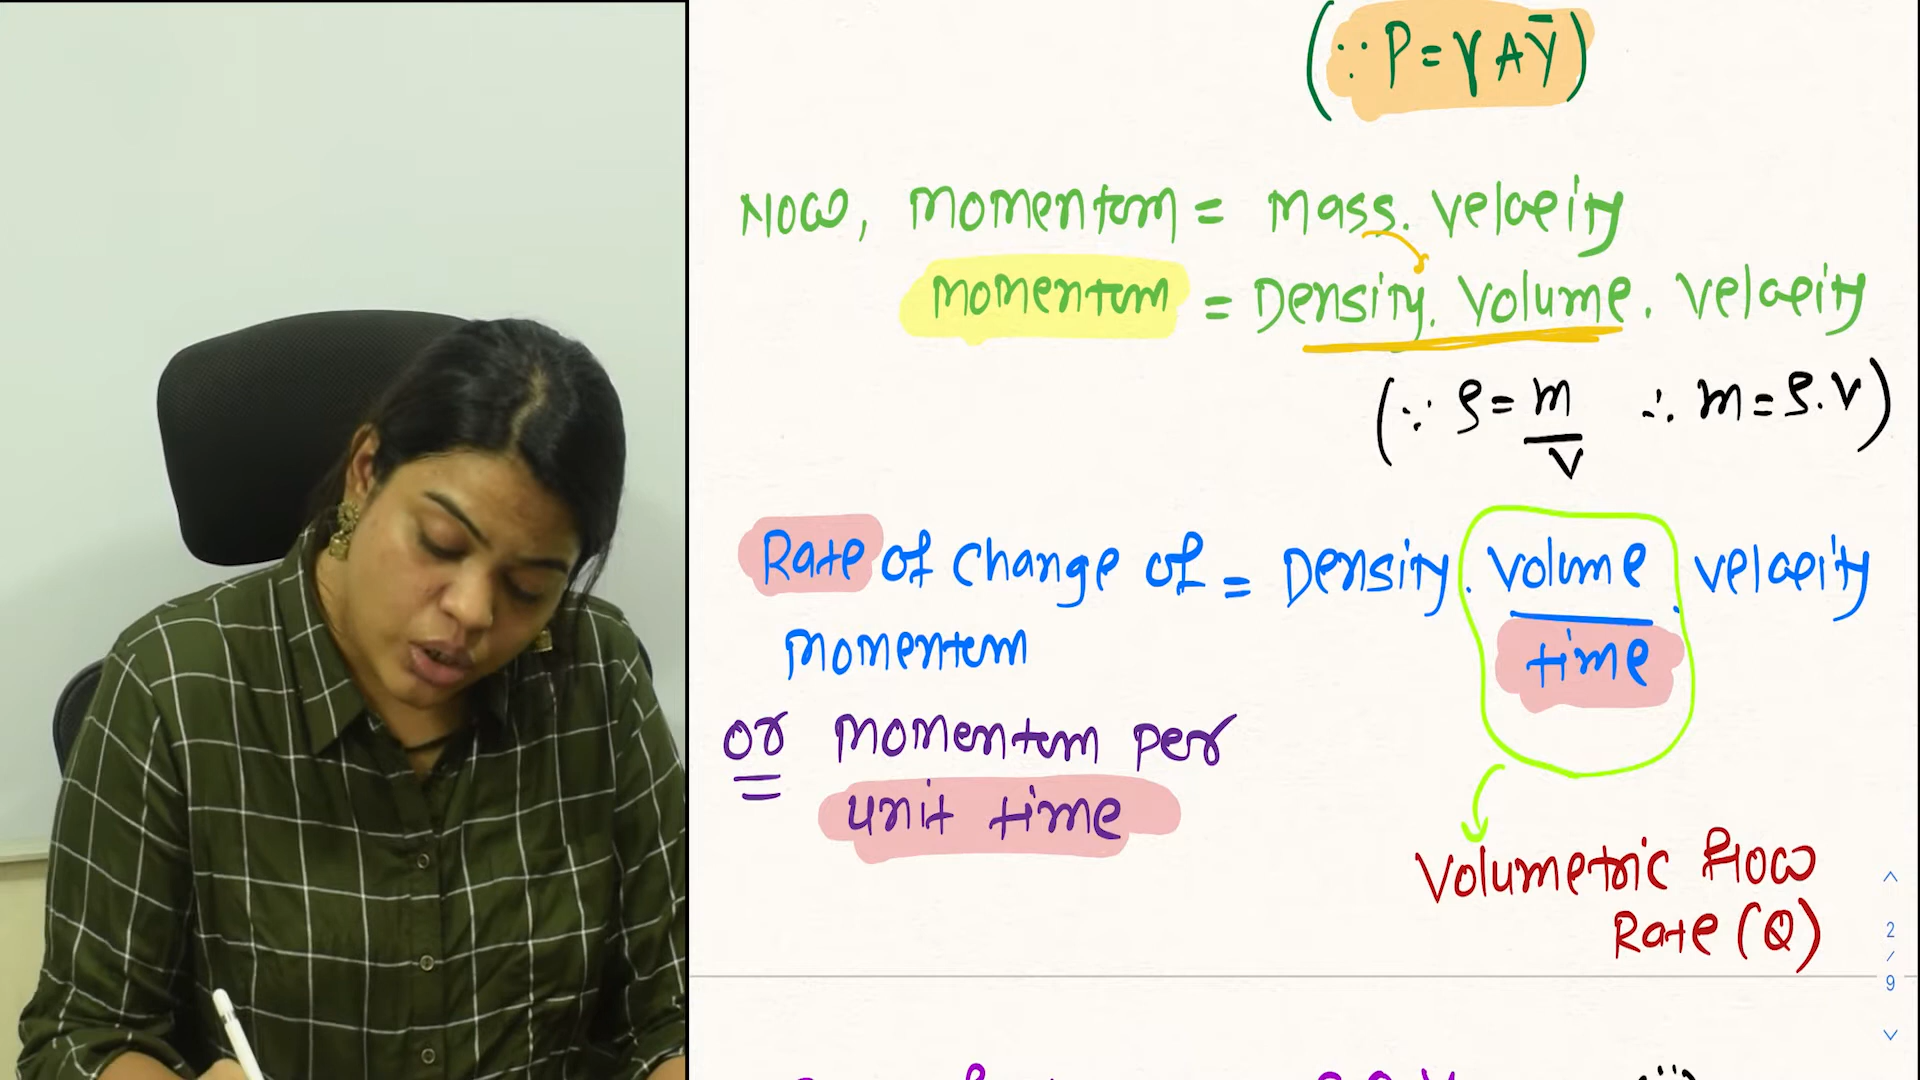 (∵ P = γ A Ȳ)
Now, momentum = Mass. Velocity
momentum = Density. Volume. Velocity
(∵ ρ = m/V ∴ m = ρ.V)
Rate of change of momentum = Density. Volume/time. Velocity
or momentum per
unit time
Volumetric flow
Rate (Q)
2
/
9